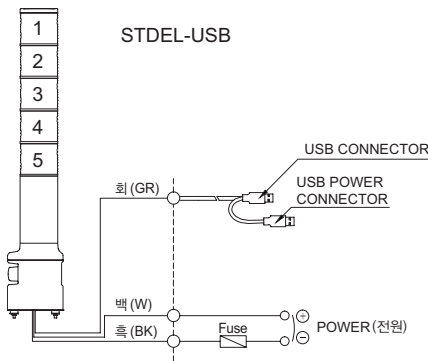 STDEL-USB
1
2
3
4
5
USB CONNECTOR
USB POWER
CONNECTOR
회(GR)
백(W)
흑(BK)
Fuse
+
−
POWER(전원)